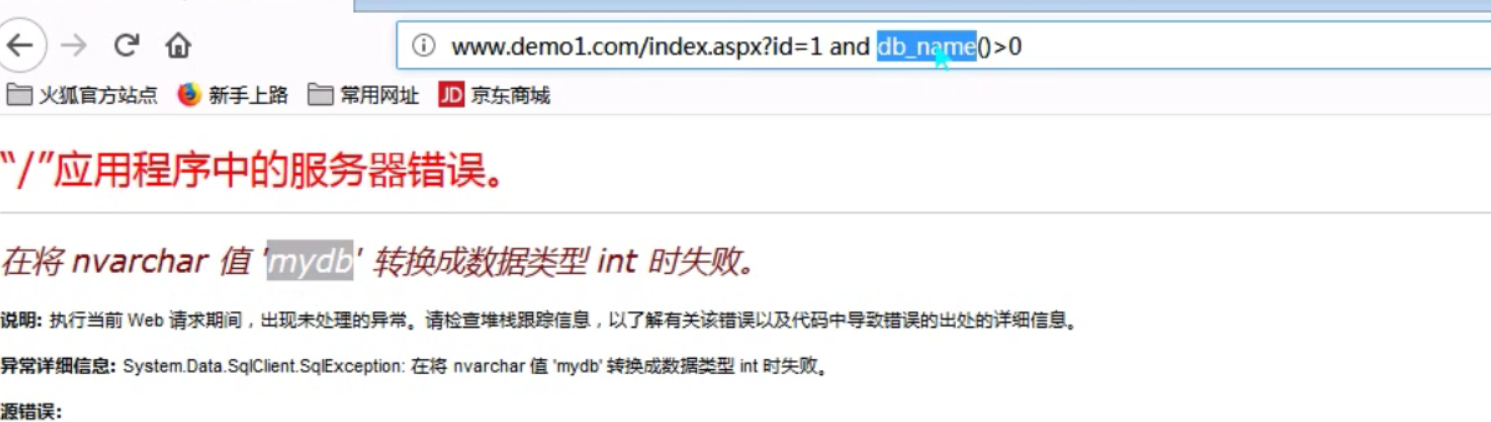 www.demo1.com/index.aspx?id=1 and db_name()>0
火狐官方站点 新手上路 常用网址 JD 京东商城
“/”应用程序中的服务器错误。
在将 nvarchar 值 'mydb' 转换成数据类型 int 时失败。
说明: 执行当前 Web 请求期间，出现未处理的异常。请检查堆栈跟踪信息，以了解有关该错误以及代码中导致错误的出处的详细信息。
异常详细信息: System.Data.SqlClient.SqlException: 在将 nvarchar 值 'mydb' 转换成数据类型 int 时失败。
源错误: